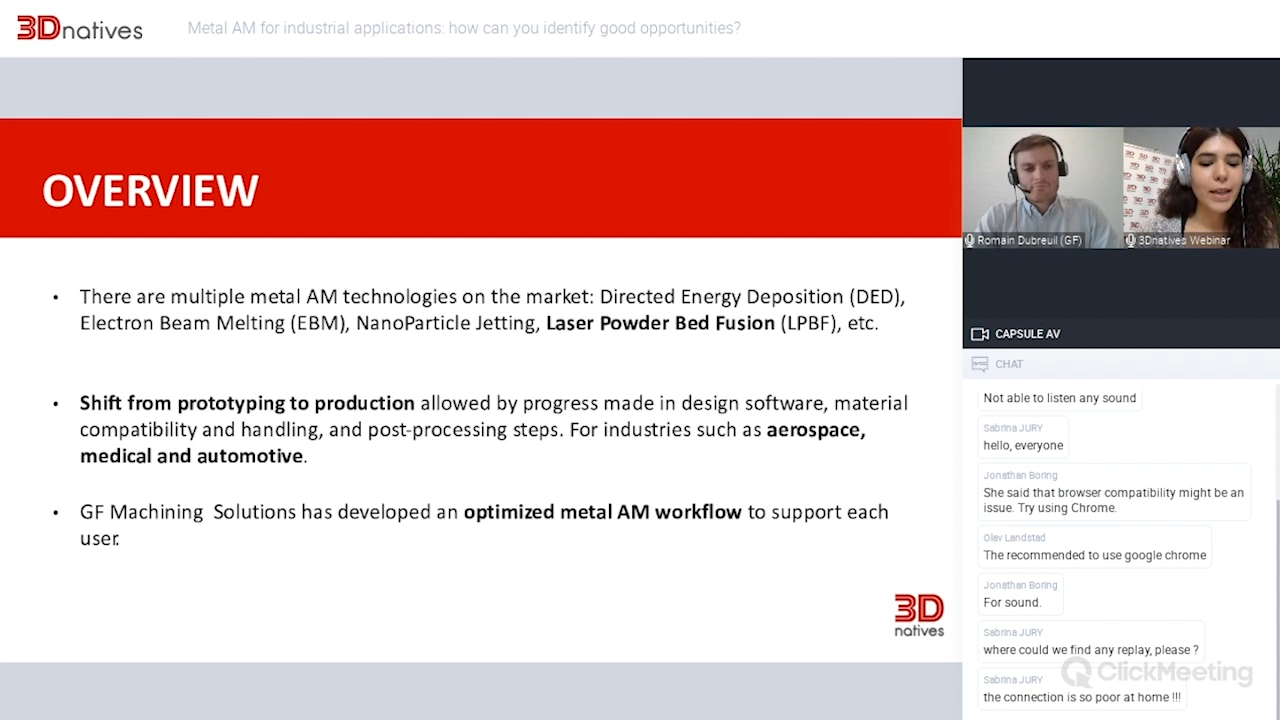 3Dnatives
Metal AM for industrial applications: how can you identify good opportunities?
OVERVIEW
• There are multiple metal AM technologies on the market: Directed Energy Deposition (DED),
Electron Beam Melting (EBM), NanoParticle Jetting, Laser Powder Bed Fusion (LPBF), etc.
• Shift from prototyping to production allowed by progress made in design software, material
compatibility and handling, and post-processing steps. For industries such as aerospace,
medical and automotive.
• GF Machining Solutions has developed an optimized metal AM workflow to support each
user.
3D
natives
Romain Dubreuil (GF)
3Dnatives Webinar
CAPSULE AV
CHAT
Not able to listen any sound
Sabrina JURY
hello, everyone
Jonathan Boring
She said that browser compatibility might be an
issue. Try using Chrome.
Olav Landstad
The recommended to use google chrome
Jonathan Boring
For sound.
Sabrina JURY
where could we find any replay, please ?
ClickMeeting
Sabrina JURY
the connection is so poor at home !!!